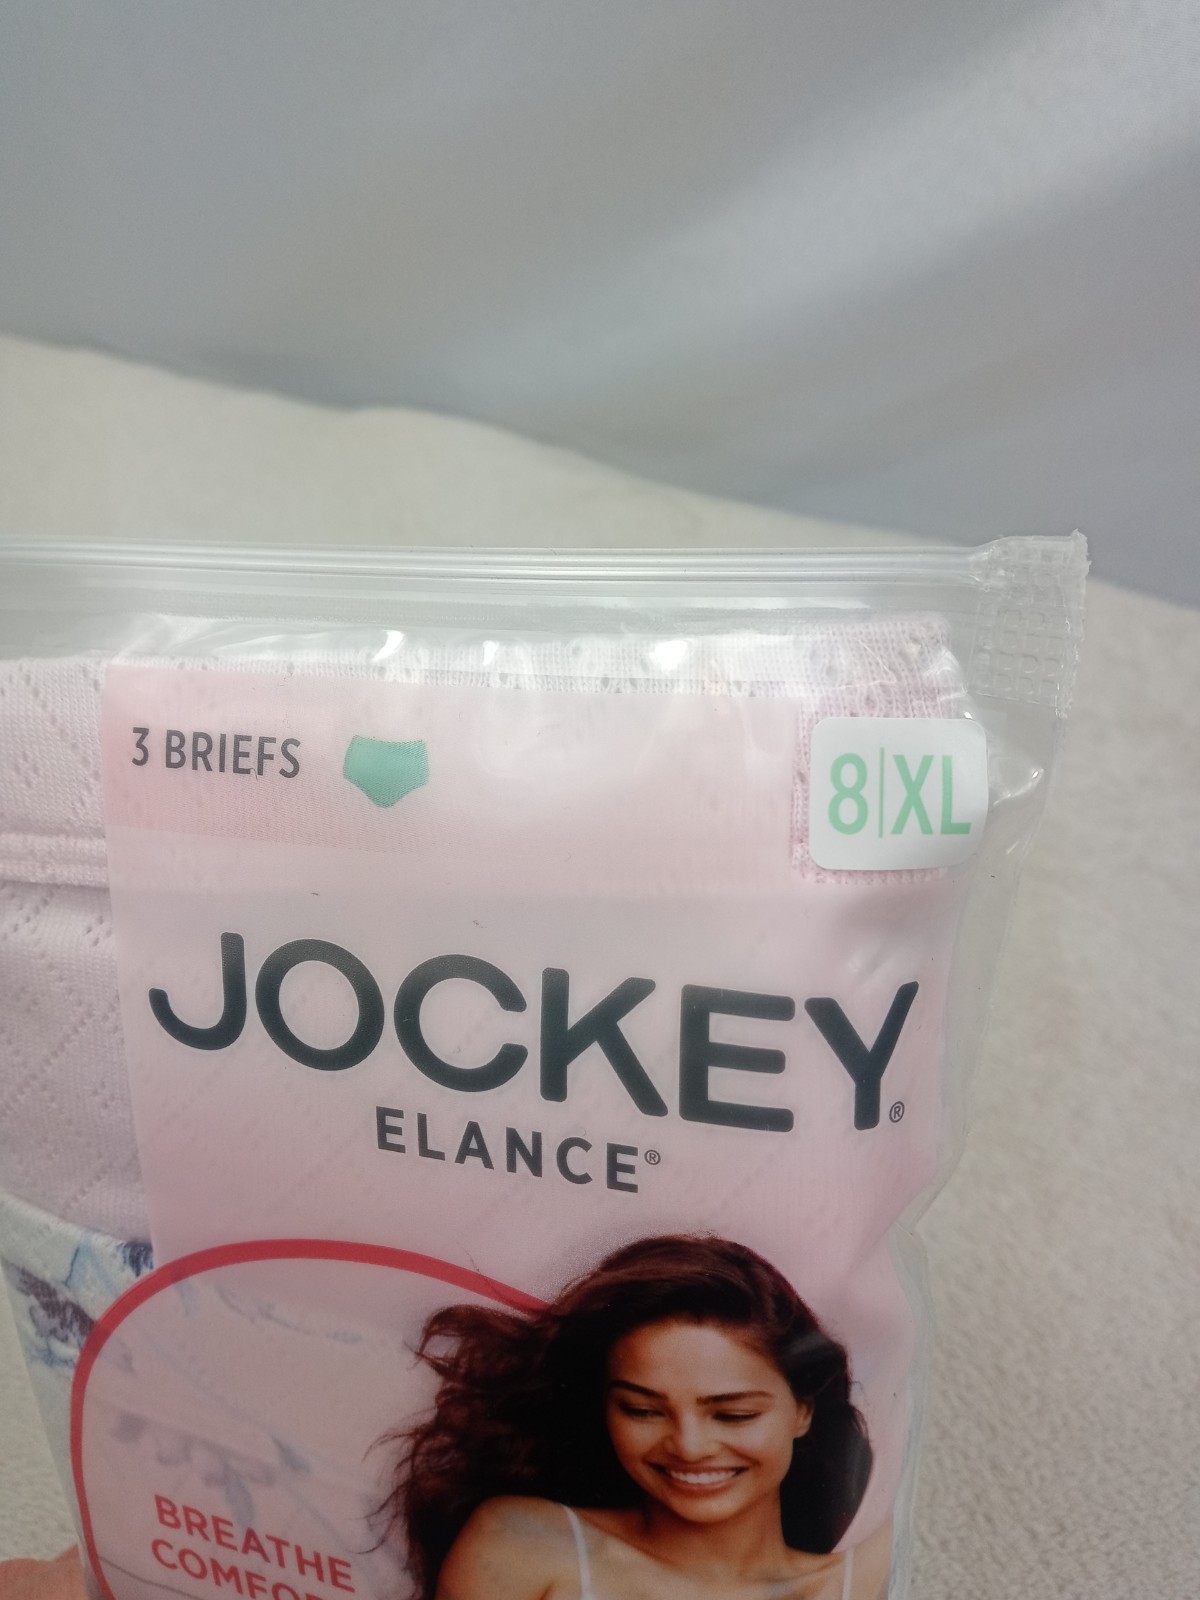 3 BRIEFS
8|XL
JOCKEY®
ELANCE®
BREATHE